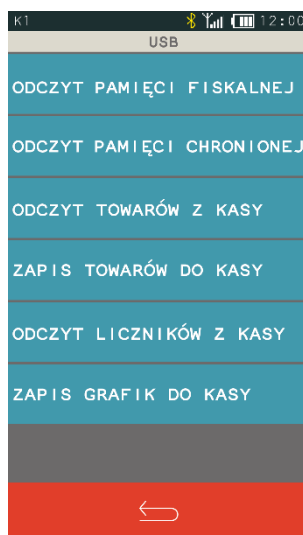 K1 12:00
USB
ODCZYT PAMIĘCI FISKALNEJ
ODCZYT PAMIĘCI CHRONIONEJ
ODCZYT TOWARÓW Z KASY
ZAPIS TOWARÓW DO KASY
ODCZYT LICZNIKÓW Z KASY
ZAPIS GRAFIK DO KASY